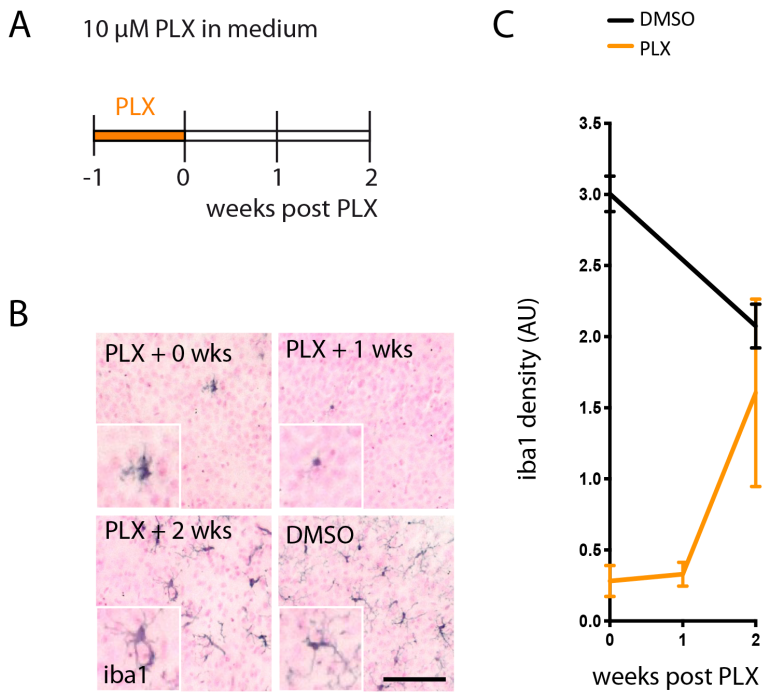 A
10 µM PLX in medium
PLX
-1 0 1 2
weeks post PLX
B
PLX + 0 wks
PLX + 1 wks
PLX + 2 wks
DMSO
iba1
C
DMSO
PLX
3.5
3.0
2.5
2.0
1.5
1.0
0.5
0.0
iba1 density (AU)
0 1 2
weeks post PLX